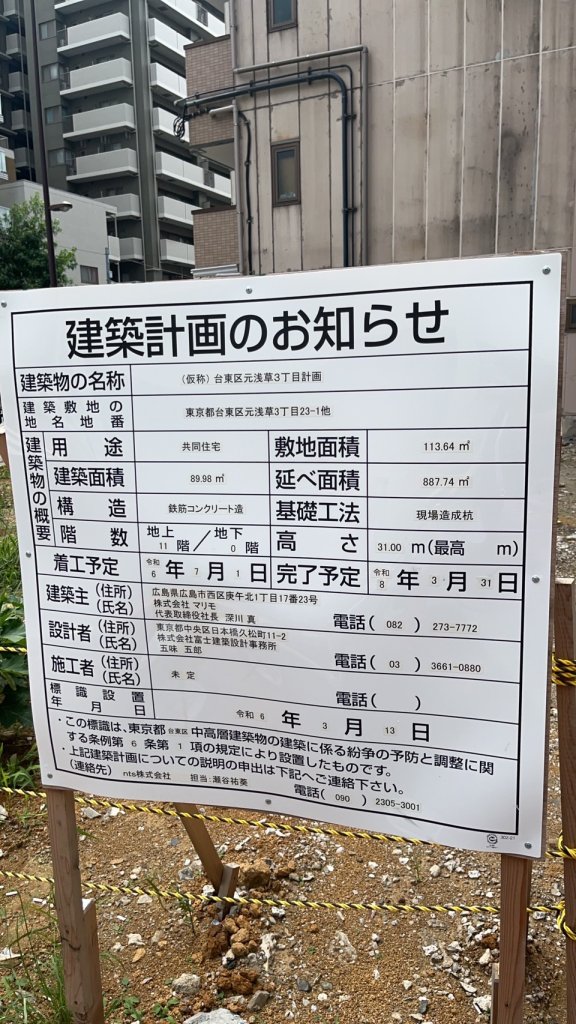 建築計画のお知らせ
建築物の名称 (仮称)台東区元浅草3丁目計画
建築敷地の地名地番 東京都台東区元浅草3丁目23-1他
建築物の概要
用途 共同住宅 敷地面積 113.64 ㎡
建築面積 89.98 ㎡ 延べ面積 887.74 ㎡
構造 鉄筋コンクリート造 基礎工法 現場造成杭
階数 地上 11 階/地下 0 階 高さ 31.00 m(最高 m)
着工予定 令和 6 年 7 月 1 日 完了予定 令和 8 年 3 月 31 日
建築主(住所)(氏名) 広島県広島市西区庚午北1丁目17番23号
株式会社 マリモ
代表取締役社長 深川 真 電話( 082 ) 273-7772
設計者(住所)(氏名) 東京都中央区日本橋久松町11-2
株式会社富士建築設計事務所
五味 五郎 電話( 03 ) 3661-0880
施工者(住所)(氏名) 未定 電話( )
標識設置年月日 令和 6 年 3 月 13 日
・この標識は、東京都台東区中高層建築物の建築に係る紛争の予防と調整に関
する条例第 6 条第 1 項の規定により設置したものです。
・上記建築計画についての説明の申出は下記へご連絡下さい。
(連絡先) nts株式会社 担当:瀬谷祐葵 電話( 090 ) 2305-3001
302-21